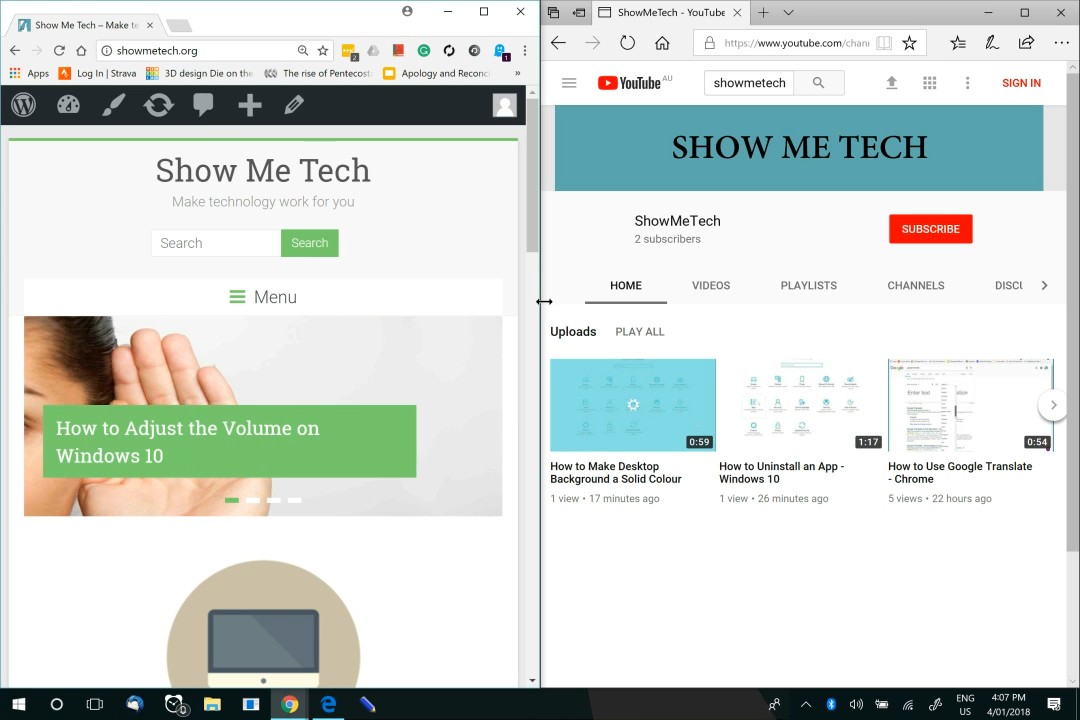 Show Me Tech – Make te
showmetech.org
2
1
Apps
Log In | Strava
3D design Die on the
The rise of Pentecost
Apology and Reconc
»
Show Me Tech
Make technology work for you
Search
Search
Menu
How to Adjust the Volume on
Windows 10
ShowMeTech - YouTube
https://www.youtube.com/chan
YouTube AU
showmetech
SIGN IN
SHOW ME TECH
ShowMeTech
2 subscribers
SUBSCRIBE
HOME
VIDEOS
PLAYLISTS
CHANNELS
DISCU
Uploads
PLAY ALL
0:59
1:17
0:54
How to Make Desktop
Background a Solid Colour
1 view • 17 minutes ago
How to Uninstall an App -
Windows 10
1 view • 26 minutes ago
How to Use Google Translate
- Chrome
5 views • 22 hours ago
ENG
US
4:07 PM
4/01/2018